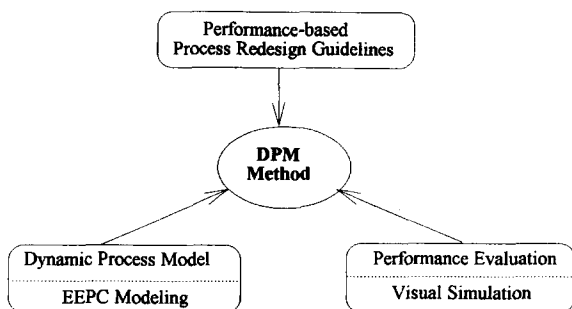 Performance-based
Process Redesign Guidelines
DPM
Method
Dynamic Process Model
EEPC Modeling
Performance Evaluation
Visual Simulation